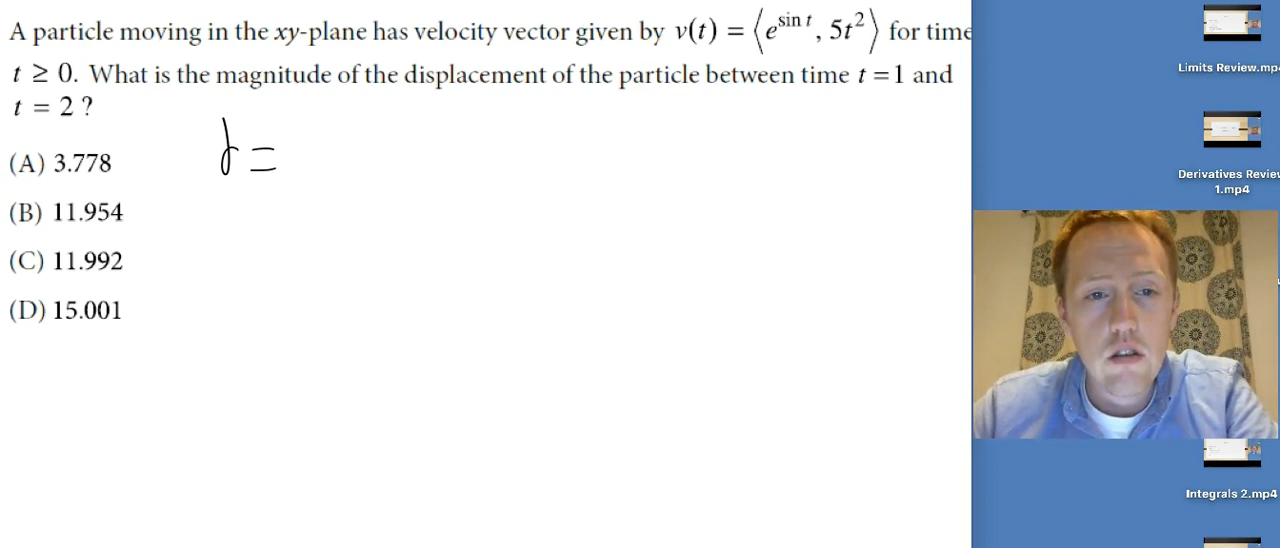 A particle moving in the xy-plane has velocity vector given by v(t) = ⟨e^{sin t}, 5t²⟩ for time
t ≥ 0. What is the magnitude of the displacement of the particle between time t = 1 and
t = 2 ?
(A) 3.778
(B) 11.954
(C) 11.992
(D) 15.001
Limits Review.mp
Derivatives Review
1.mp4
Integrals 2.mp4